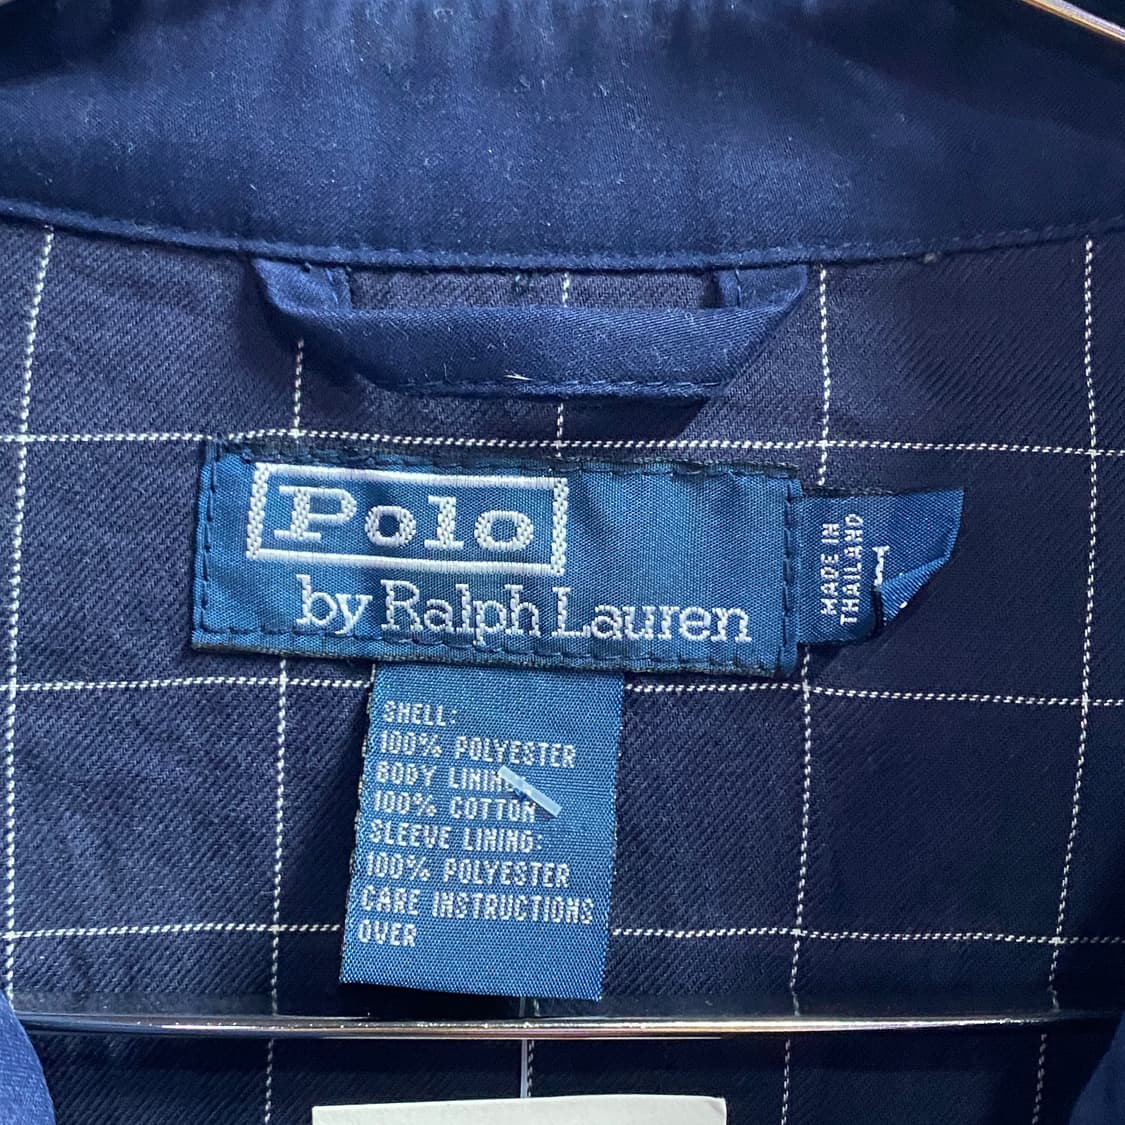 Polo
by Ralph Lauren
MADE IN
THAILAND
SHELL:
100% POLYESTER
BODY LINING
100% COTTON
SLEEVE LINING:
100% POLYESTER
CARE INSTRUCTIONS
OVER